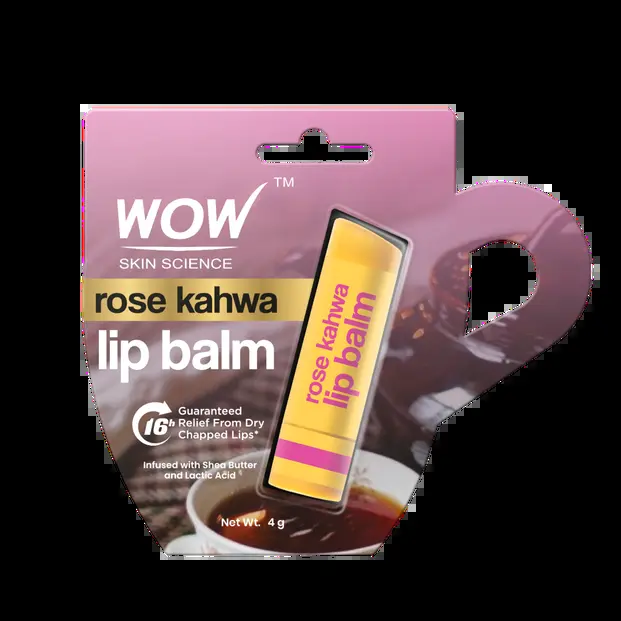 WOW
TM
SKIN SCIENCE
rose kahwa
lip balm
16h
Guaranteed
Relief From Dry
Chapped Lips*
Infused with Shea Butter
and Lactic Acid
Net Wt. 4 g
rose kahwa
lip balm